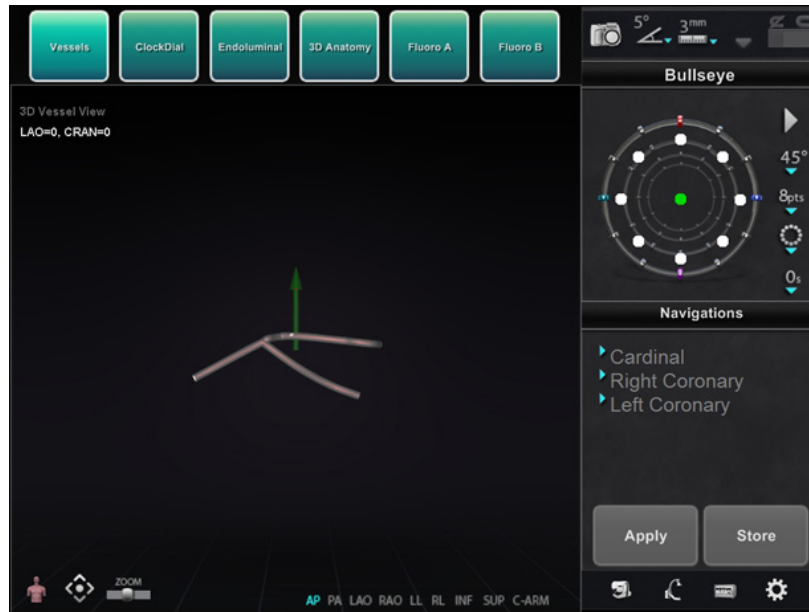 Vessels
ClockDial
Endoluminal
3D Anatomy
Fluoro A
Fluoro B
5°
3mm
3D Vessel View
LAO=0, CRAN=0
Bullseye
45°
8pts
0s
Navigations
Cardinal
Right Coronary
Left Coronary
Apply
Store
ZOOM
AP PA LAO RAO LL RL INF SUP C-ARM